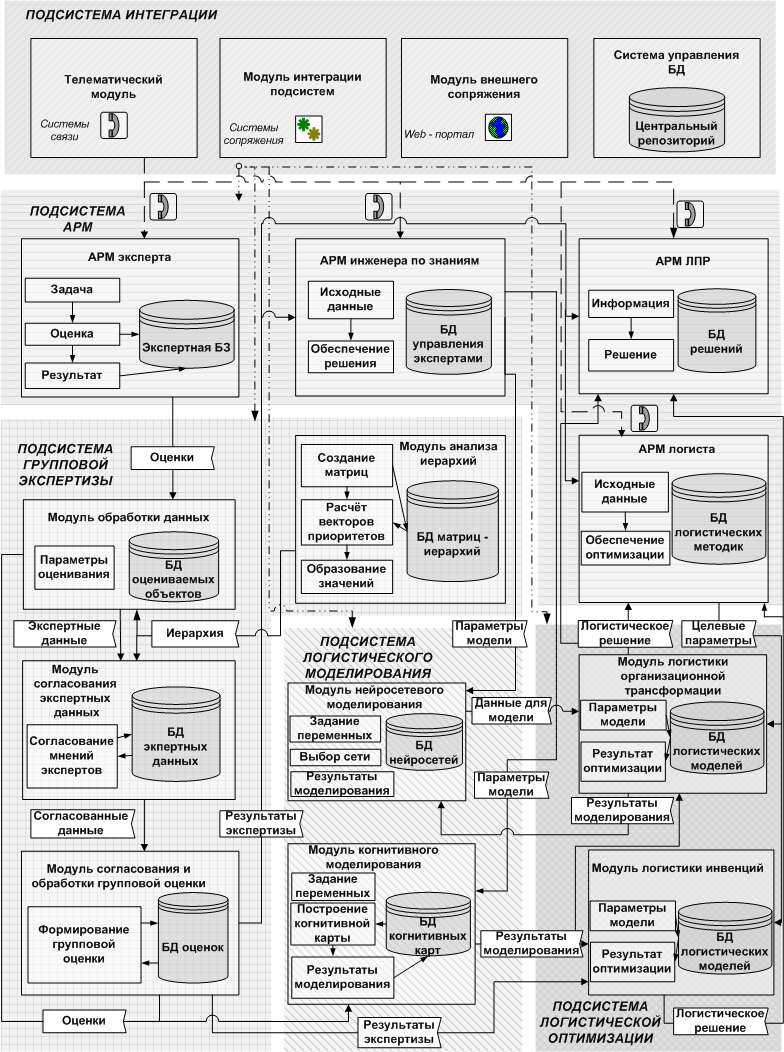 ПОДСИСТЕМА ИНТЕГРАЦИИ
Телематический
модуль
Системы
связи
Модуль интеграции
подсистем
Системы
сопряжения
Модуль внешнего
сопряжения
Web - портал
Система управления
БД
Центральный
репозиторий
ПОДСИСТЕМА
АРМ
АРМ эксперта
Задача
Оценка
Результат
Экспертная БЗ
АРМ инженера по знаниям
Исходные
данные
Обеспечение
решения
БД
управления
экспертами
АРМ ЛПР
Информация
Решение
БД
решений
ПОДСИСТЕМА
ГРУППОВОЙ
ЭКСПЕРТИЗЫ
Оценки
Модуль обработки данных
Параметры
оценивания
БД
оцениваемых
объектов
Модуль анализа
иерархий
Создание
матриц
Расчёт
векторов
приоритетов
Образование
значений
БД матриц -
иерархий
АРМ логиста
Исходные
данные
Обеспечение
оптимизации
БД
логистических
методик
Экспертные
данные
Иерархия
Параметры
модели
Логистическое
решение
Целевые
параметры
ПОДСИСТЕМА
ЛОГИСТИЧЕСКОГО
МОДЕЛИРОВАНИЯ
Модуль
согласования
экспертных
данных
Согласование
мнений
экспертов
БД
экпертных
данных
Модуль нейросетевого
моделирования
Задание
переменных
Выбор сети
Результаты
моделирования
БД
нейросетей
Данные для
модели
Модуль логистики
организационной
трансформации
Параметры
модели
Результат
оптимизации
БД
логистических
моделей
Согласованные
данные
Результаты
экспертизы
Параметры
модели
Результаты
моделирования
Модуль согласования и
обработки групповой оценки
Формирование
групповой
оценки
БД оценок
Модуль когнитивного
моделирования
Задание
переменных
Построение
когнитивной
карты
Результаты
моделирования
БД
когнитивных
карт
Результаты
моделирования
Модуль логистики инвенций
Параметры
модели
Результат
оптимизации
БД
логистических
моделей
Оценки
Результаты
экспертизы
ПОДСИСТЕМА
ЛОГИСТИЧЕСКОЙ
ОПТИМИЗАЦИИ
Логистическое
решение